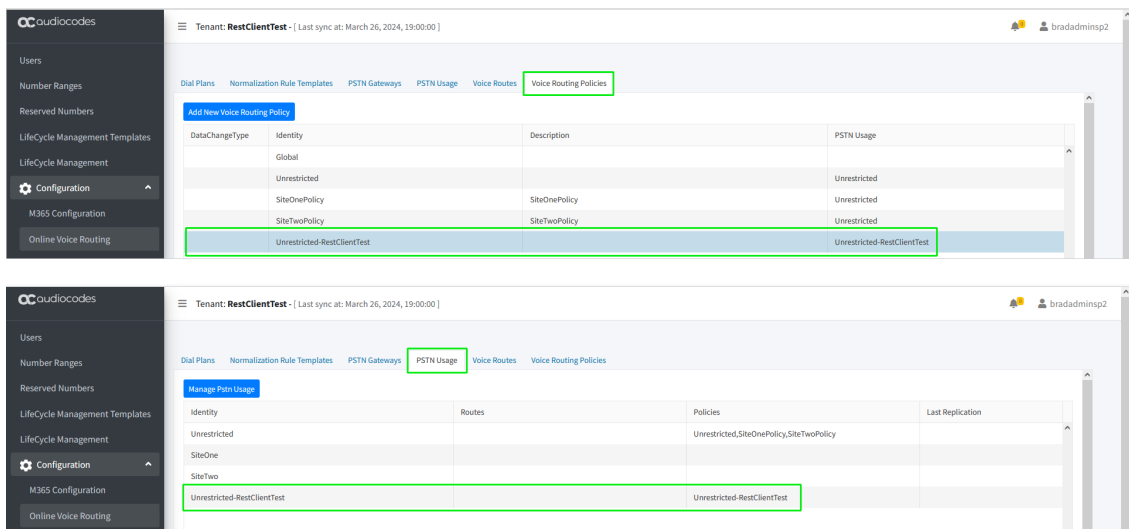 audiocodes
Tenant: RestClientTest - [ Last sync at: March 26, 2024, 19:00:00 ]
0
bradadminsp2
Users
Number Ranges
Reserved Numbers
LifeCycle Management Templates
LifeCycle Management
Configuration
M365 Configuration
Online Voice Routing
Dial Plans Normalization Rule Templates PSTN Gateways PSTN Usage Voice Routes Voice Routing Policies
Add New Voice Routing Policy
DataChangeType Identity Description PSTN Usage
Global
Unrestricted Unrestricted
SiteOnePolicy SiteOnePolicy Unrestricted
SiteTwoPolicy SiteTwoPolicy Unrestricted
Unrestricted-RestClientTest Unrestricted-RestClientTest
audiocodes
Tenant: RestClientTest - [ Last sync at: March 26, 2024, 19:00:00 ]
0
bradadminsp2
Users
Number Ranges
Reserved Numbers
LifeCycle Management Templates
LifeCycle Management
Configuration
M365 Configuration
Online Voice Routing
Dial Plans Normalization Rule Templates PSTN Gateways PSTN Usage Voice Routes Voice Routing Policies
Manage Pstn Usage
Identity Routes Policies Last Replication
Unrestricted Unrestricted,SiteOnePolicy,SiteTwoPolicy
SiteOne
SiteTwo
Unrestricted-RestClientTest Unrestricted-RestClientTest